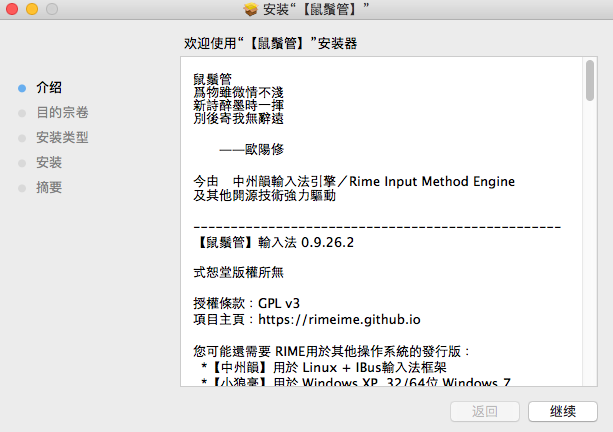 安装“【鼠鬚管】”
欢迎使用“【鼠鬚管】”安装器
介绍
目的宗卷
安装类型
安装
摘要
鼠鬚管
爲物雖微情不淺
新詩醉墨時一揮
別後寄我無辭遠
——歐陽修
今由　中州韻輸入法引擎／Rime Input Method Engine
及其他開源技術強力驅動
--------------------------------------------------
【鼠鬚管】輸入法 0.9.26.2
式恕堂版權所無
授權條款：GPL v3
項目主頁：https://rimeime.github.io
您可能還需要 RIME用於其他操作系統的發行版：
*【中州韻】用於 Linux + IBus輸入法框架
*【小狼毫】用於 Windows XP, 32/64位 Windows 7
返回
继续